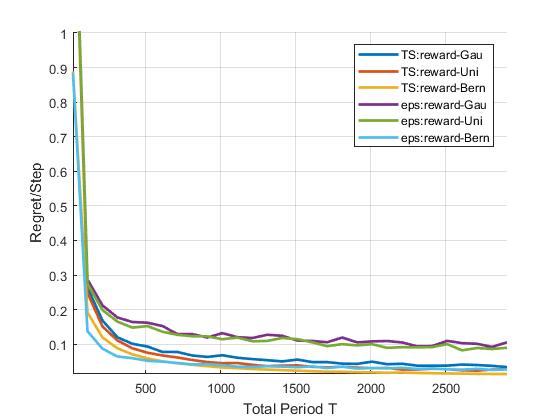 1
0.9
0.8
0.7
0.6
0.5
0.4
0.3
0.2
0.1
Regret/Step
TS:reward-Gau
TS:reward-Uni
TS:reward-Bern
eps:reward-Gau
eps:reward-Uni
eps:reward-Bern
500 1000 1500 2000 2500
Total Period T